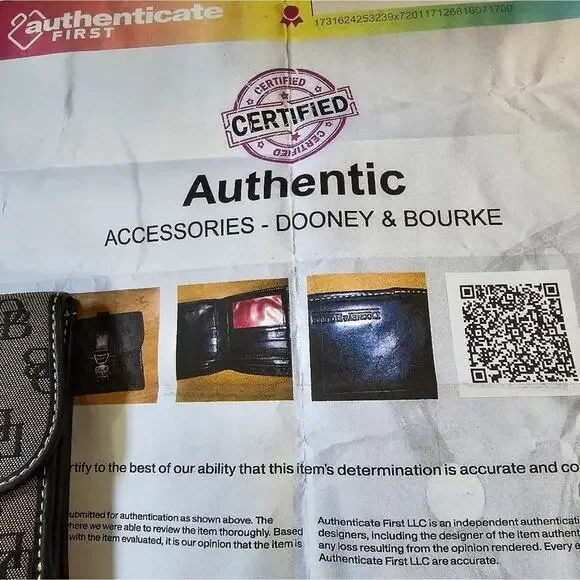 authenticate
FIRST
1731624253239x720117126816071700
CERTIFIED
CERTIFIED
CERTIFIED
Authentic
ACCESSORIES - DOONEY & BOURKE
rtify to the best of our ability that this item's determination is accurate and co
ubmitted for authentication as shown above. The
here we were able to review the item thoroughly. Based
with the item evaluated, it is our opinion that the item is
Authenticate First LLC is an independent authenticati
designers, including the designer of the item authent
any loss resulting from the opinion rendered. Every e
Authenticate First LLC are accurate.